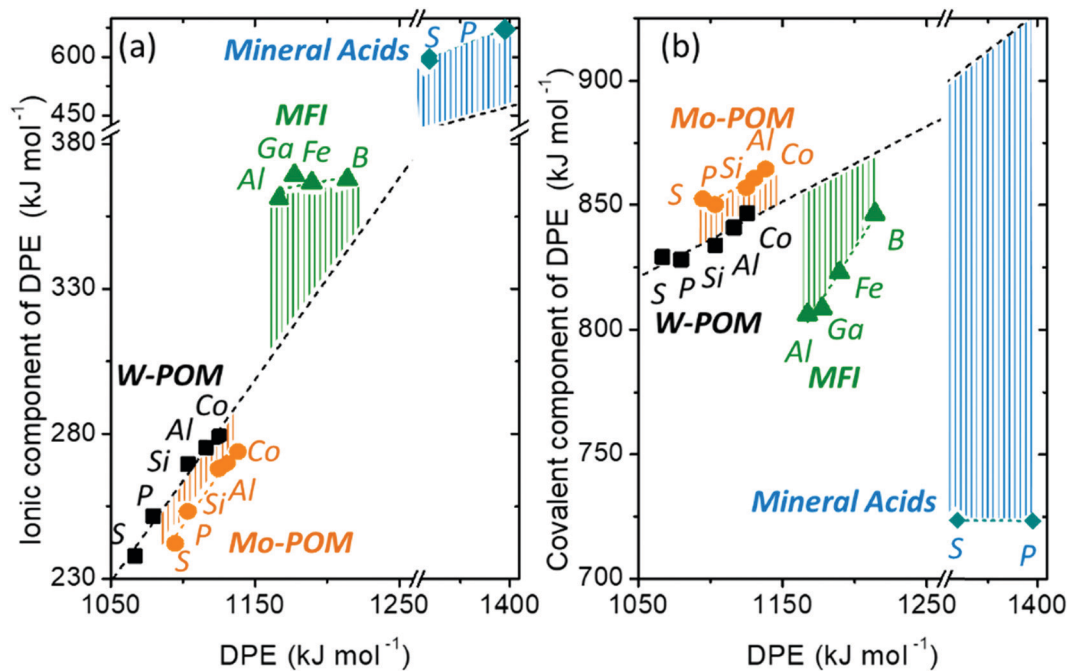 (a)
Ionic component of DPE (kJ mol⁻¹)
600
450
380
330
280
230
Mineral Acids
S
P
MFI
Ga
Fe
B
Al
W-POM
Co
Al
Si
P
S
Co
Al
Si
P
S
Mo-POM
1050
1150
1250
1400
DPE (kJ mol⁻¹)
(b)
Covalent component of DPE (kJ mol⁻¹)
900
850
800
750
700
Mo-POM
S
P
Si
Al
Co
S
P
Si
Al
Co
W-POM
B
Fe
Ga
Al
MFI
Mineral Acids
S
P
1050
1150
1250
1400
DPE (kJ mol⁻¹)